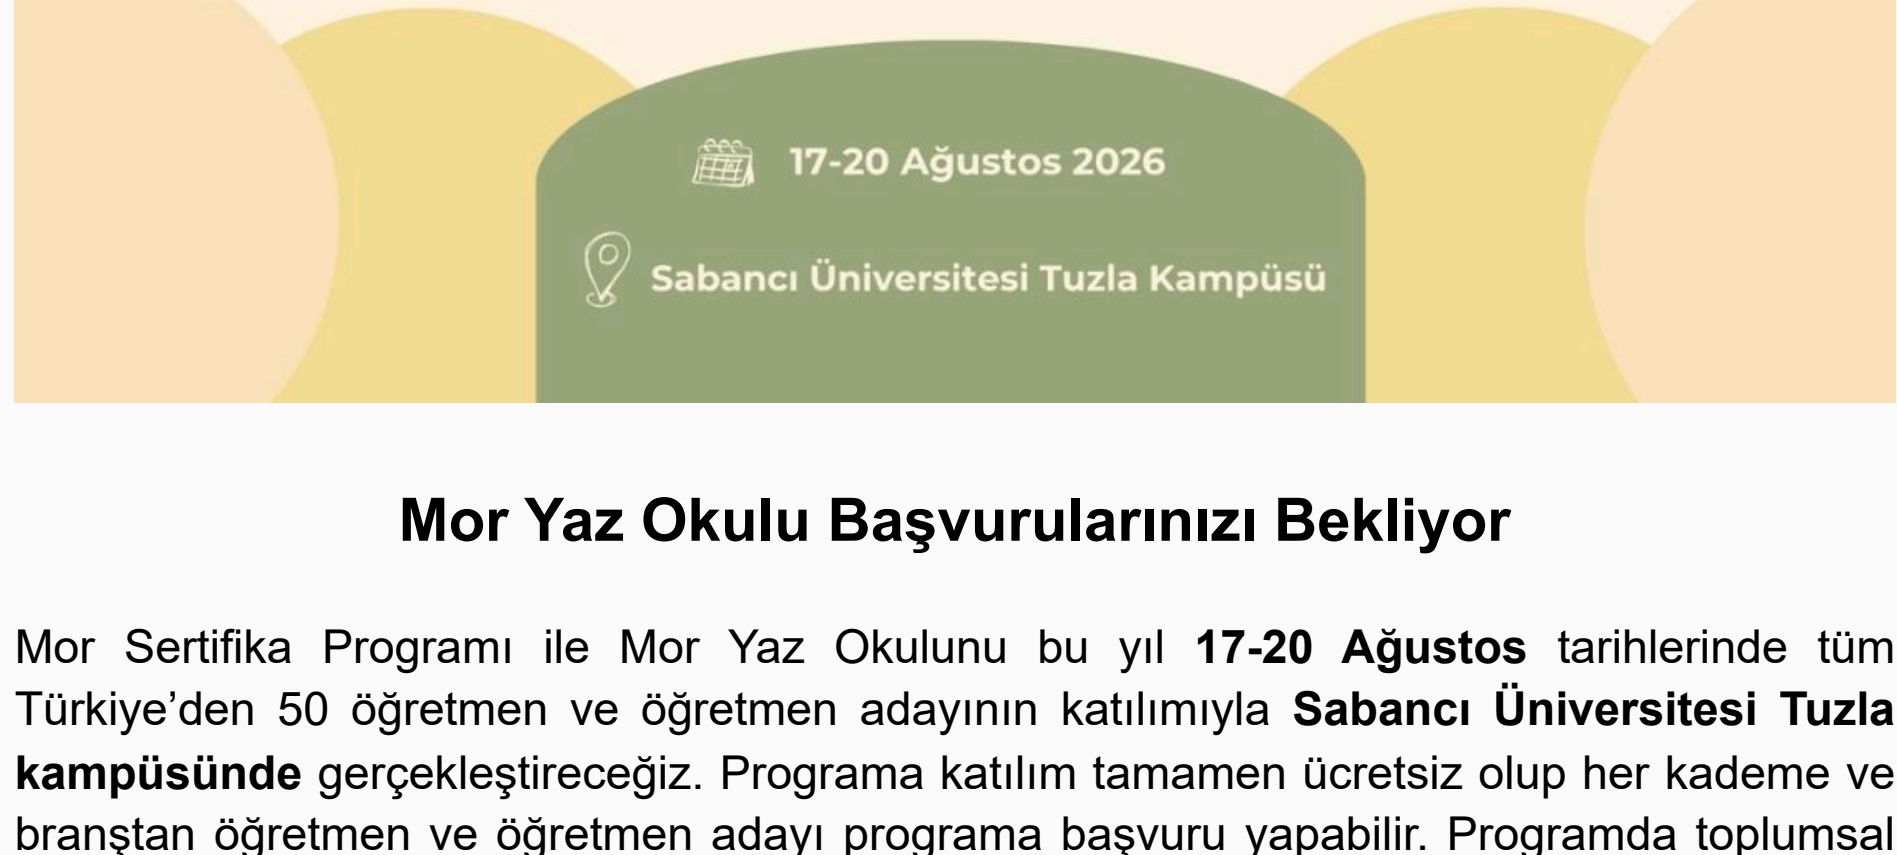 17-20 Ağustos 2026
Sabancı Üniversitesi Tuzla Kampüsü
Mor Yaz Okulu Başvurularınızı Bekliyor
Mor Sertifika Programı ile Mor Yaz Okulunu bu yıl 17-20 Ağustos tarihlerinde tüm
Türkiye’den 50 öğretmen ve öğretmen adayının katılımıyla Sabancı Üniversitesi Tuzla
kampüsünde gerçekleştireceğiz. Programa katılım tamamen ücretsiz olup her kademe ve
branştan öğretmen ve öğretmen adayı programa başvuru yapabilir. Programda toplumsal